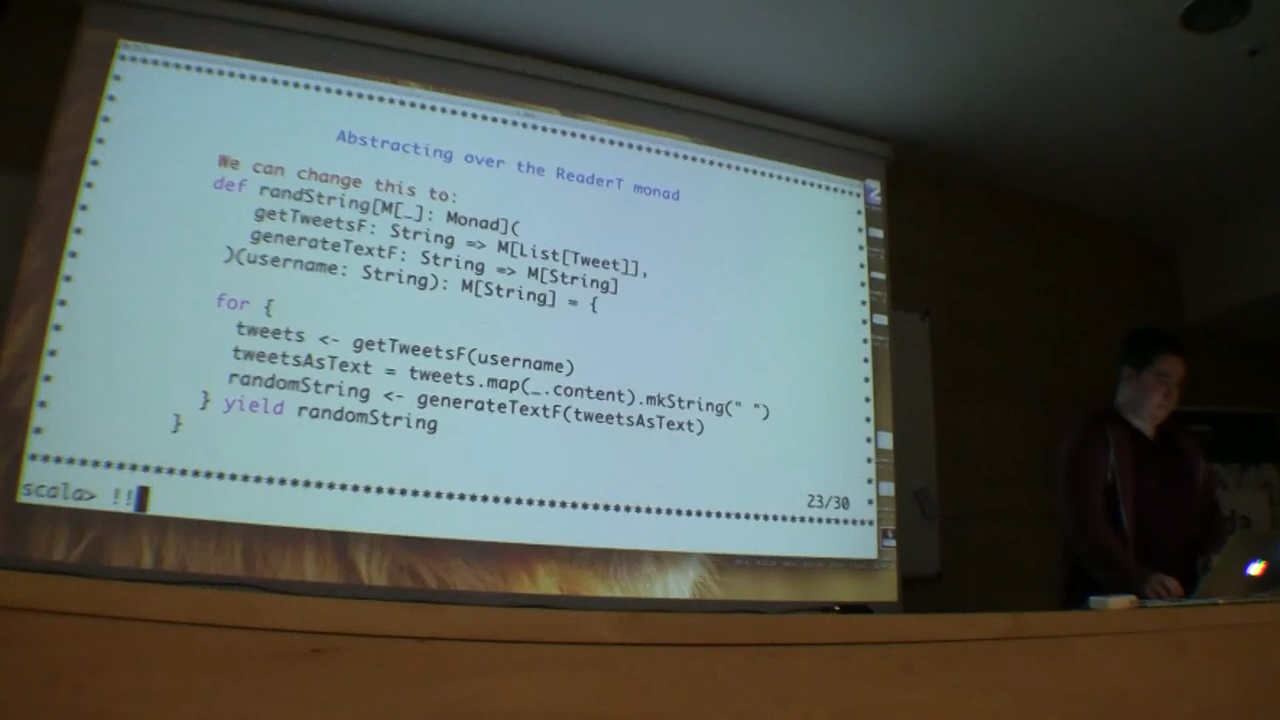 Abstracting over the ReaderT monad
We can change this to:
def randString[M[_]: Monad](
getTweetsF: String => M[List[Tweet]],
generateTextF: String => M[String]
)(username: String): M[String] = {
for {
tweets <- getTweetsF(username)
tweetsAsText = tweets.map(_.content).mkString(" ")
randomString <- generateTextF(tweetsAsText)
} yield randomString
}
23/30
scala> !!